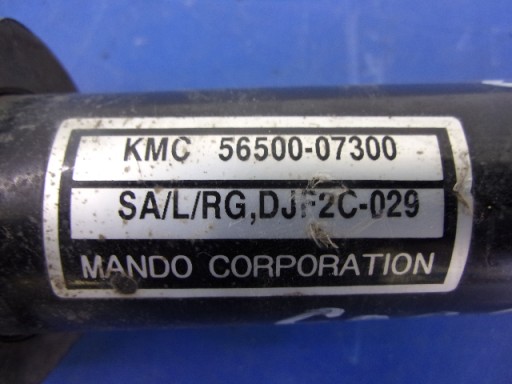 KMC 56500-07300
SA/L/RG,DJF2C-029
MANDO CORPORATION